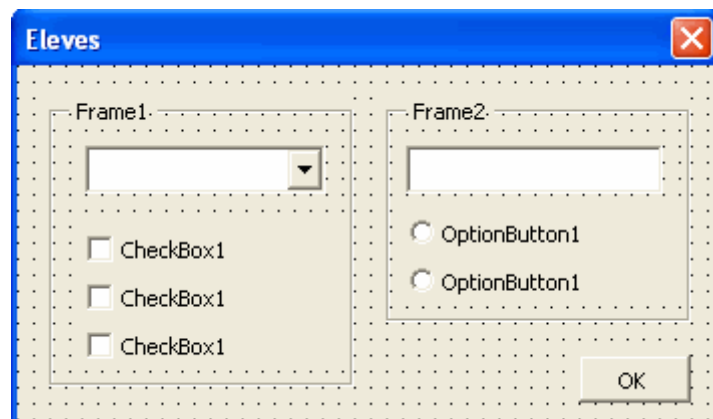 Eleves
Frame1
CheckBox1
CheckBox1
CheckBox1
Frame2
OptionButton1
OptionButton1
OK